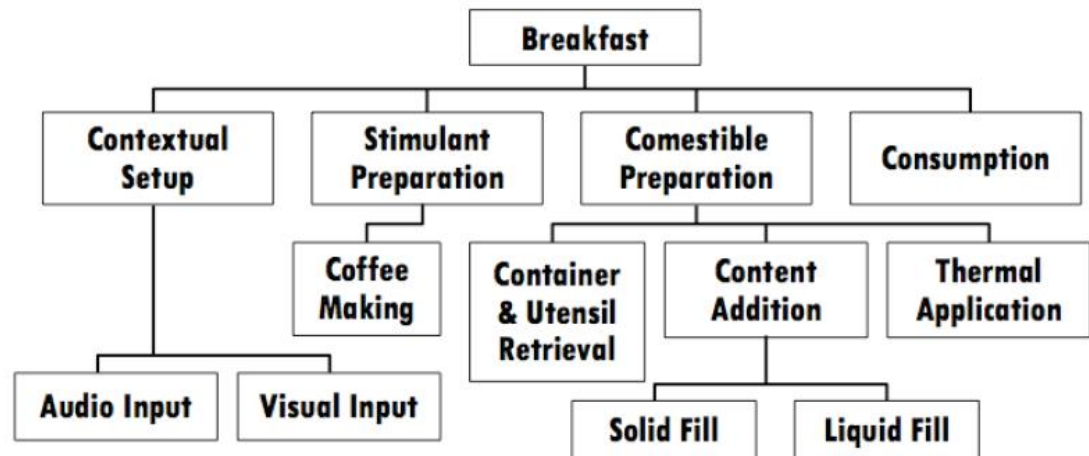 Breakfast
Contextual
Setup
Stimulant
Preparation
Comestible
Preparation
Consumption
Coffee
Making
Container
& Utensil
Retrieval
Content
Addition
Thermal
Application
Audio Input
Visual Input
Solid Fill
Liquid Fill